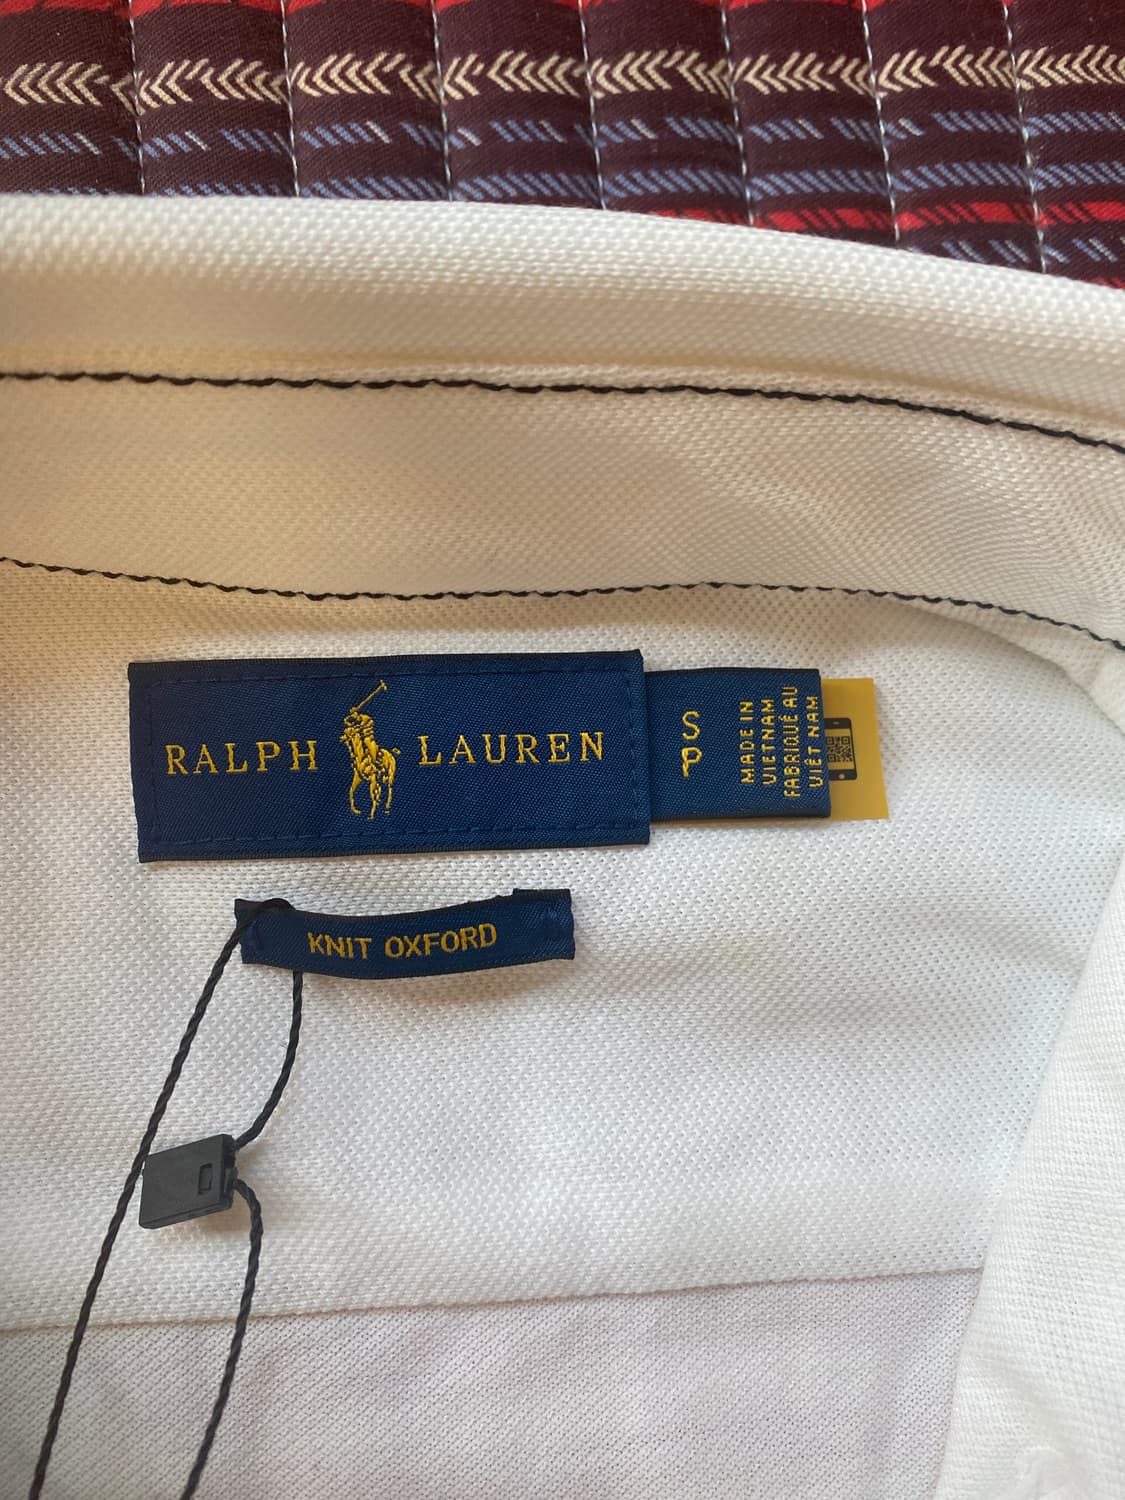 RALPH LAUREN
S
P
MADE IN
VIETNAM
FABRIQUÉ AU
VIÊT NAM
KNIT OXFORD